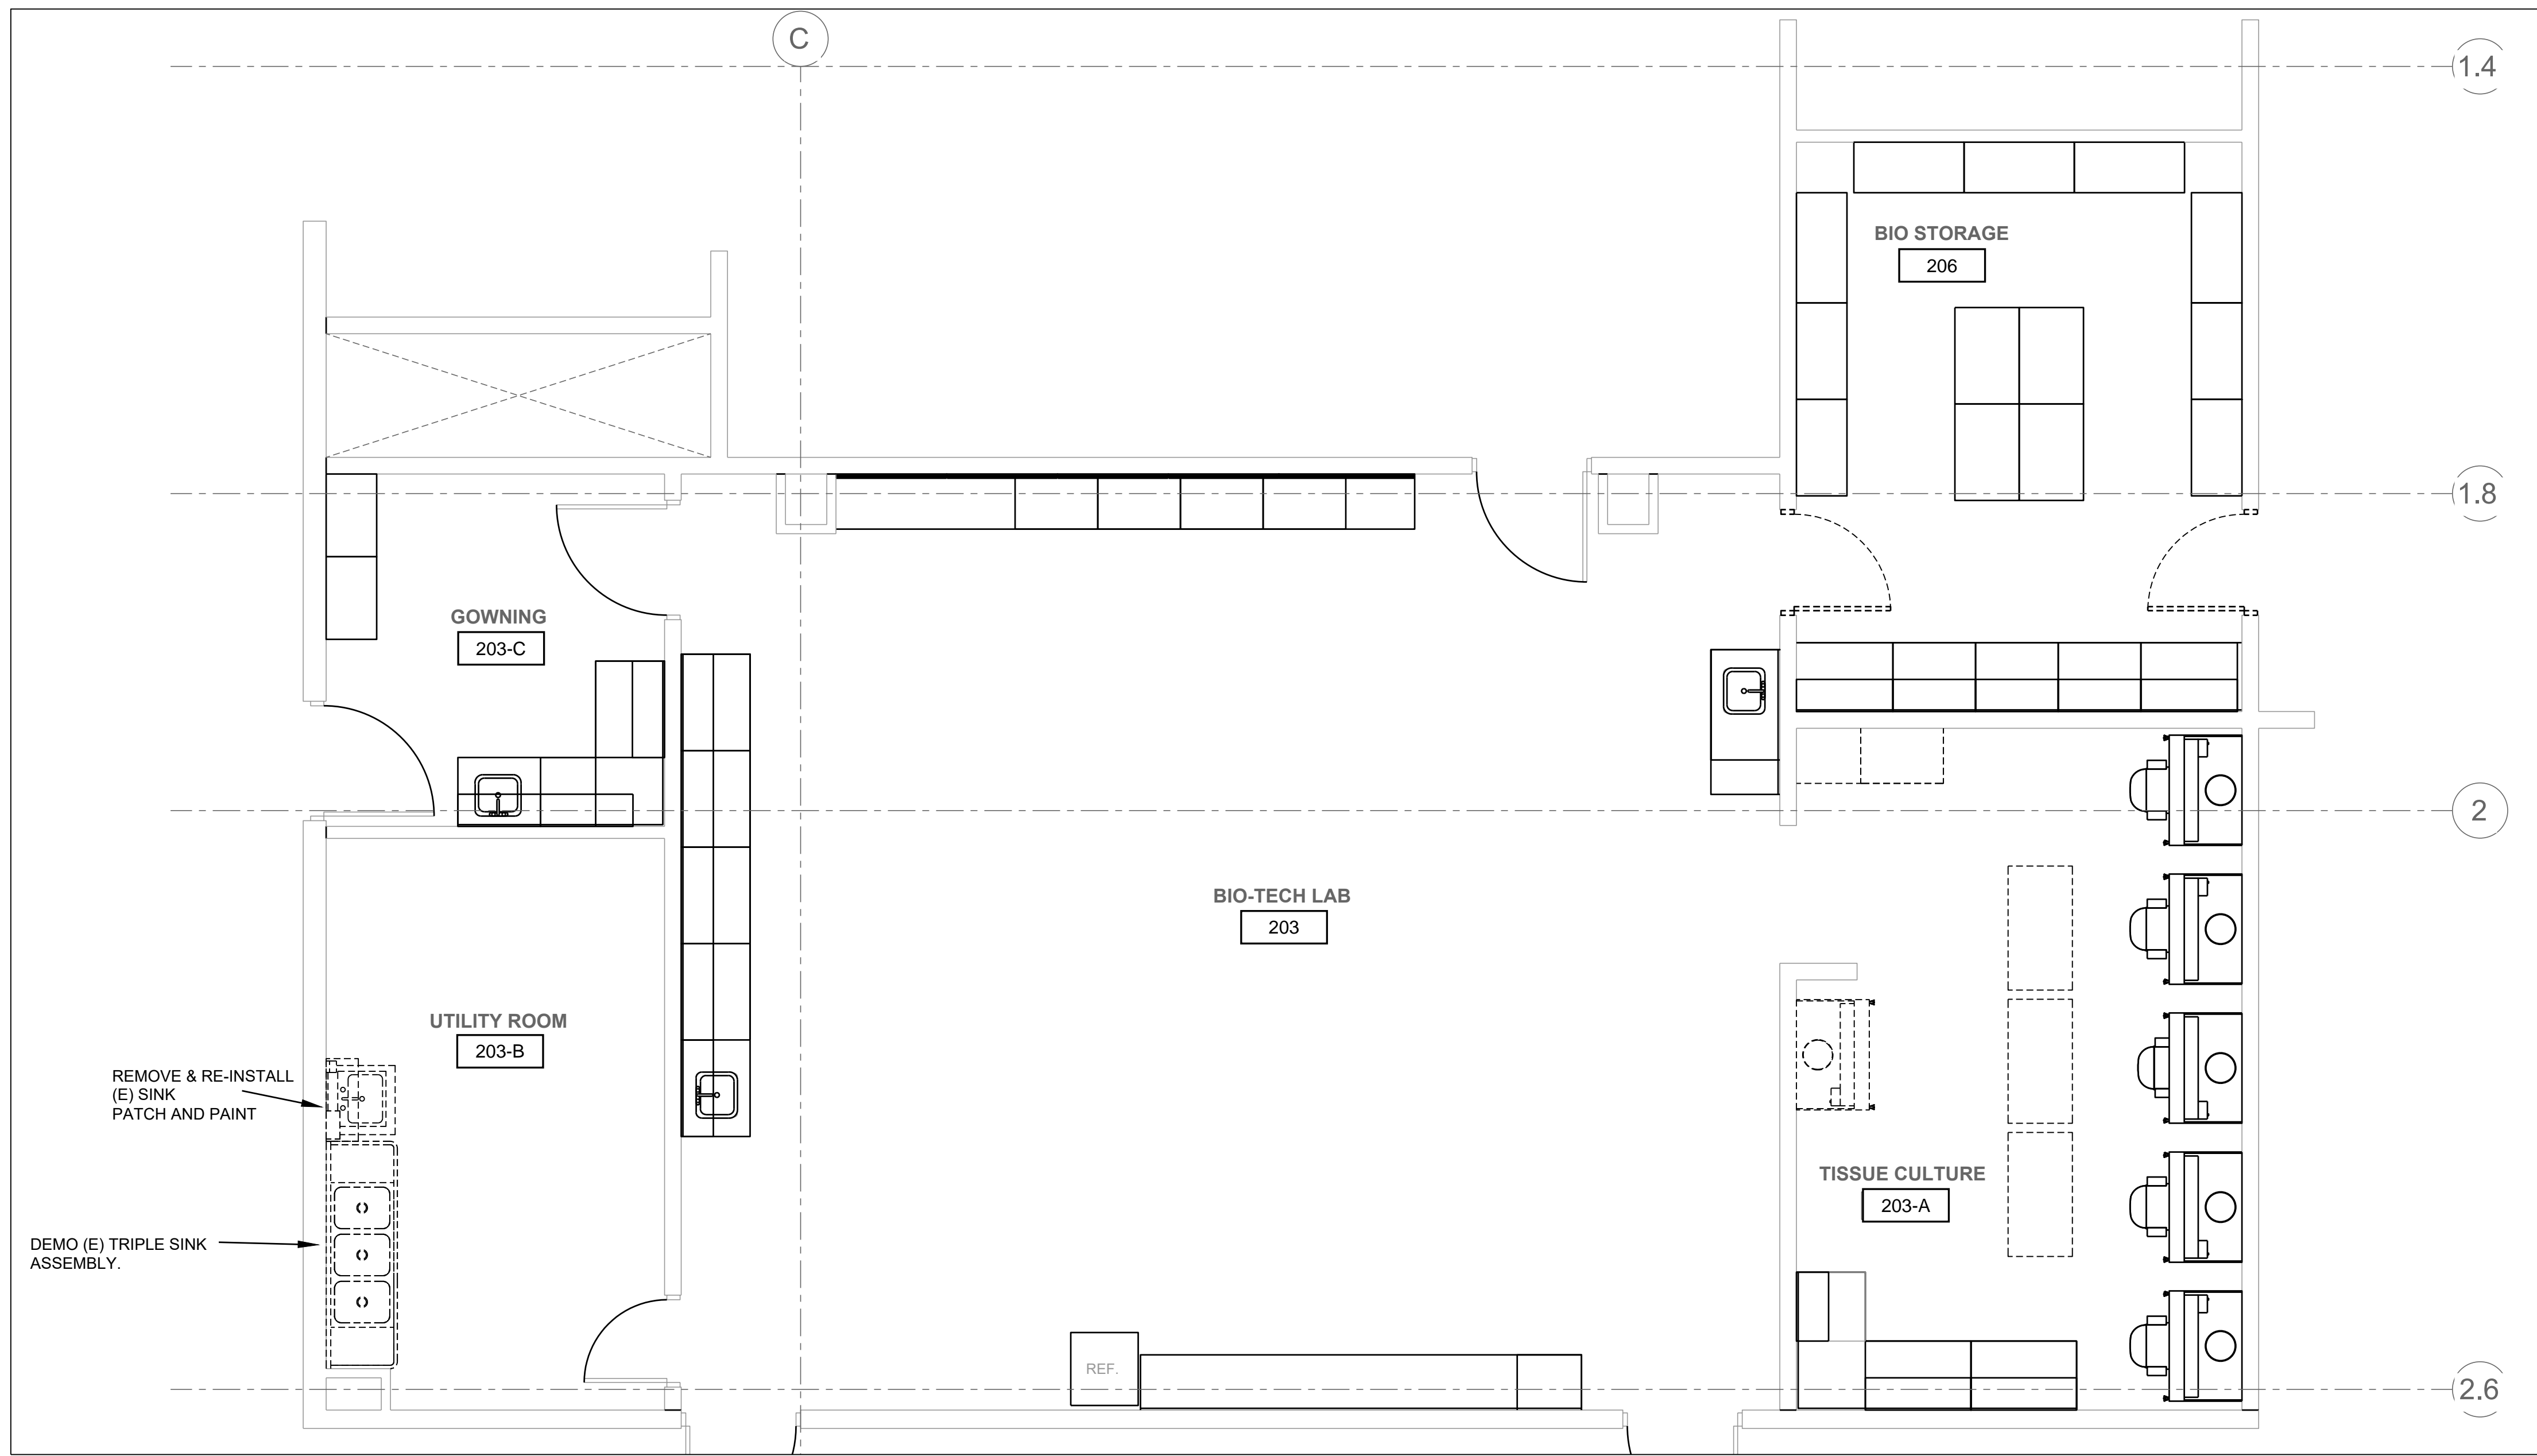 C
1.4
BIO STORAGE
206
1.8
GOWNING
203-C
2
BIO-TECH LAB
203
UTILITY ROOM
203-B
REMOVE & RE-INSTALL
(E) SINK
PATCH AND PAINT
TISSUE CULTURE
203-A
DEMO (E) TRIPLE SINK
ASSEMBLY.
REF.
2.6